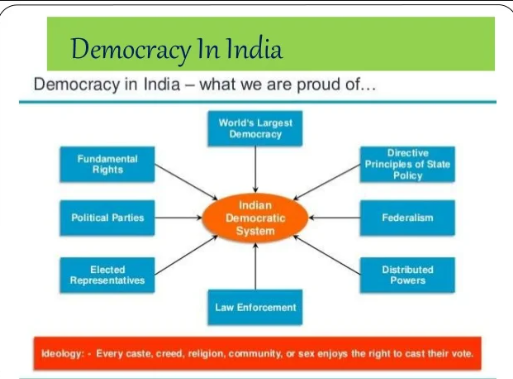 Democracy In India
Democracy in India – what we are proud of…
World's Largest
Democracy
Fundamental
Rights
Directive
Principles of State
Policy
Political Parties
Indian
Democratic
System
Federalism
Elected
Representatives
Distributed
Powers
Law Enforcement
Ideology: - Every caste, creed, religion, community, or sex enjoys the right to cast their vote.